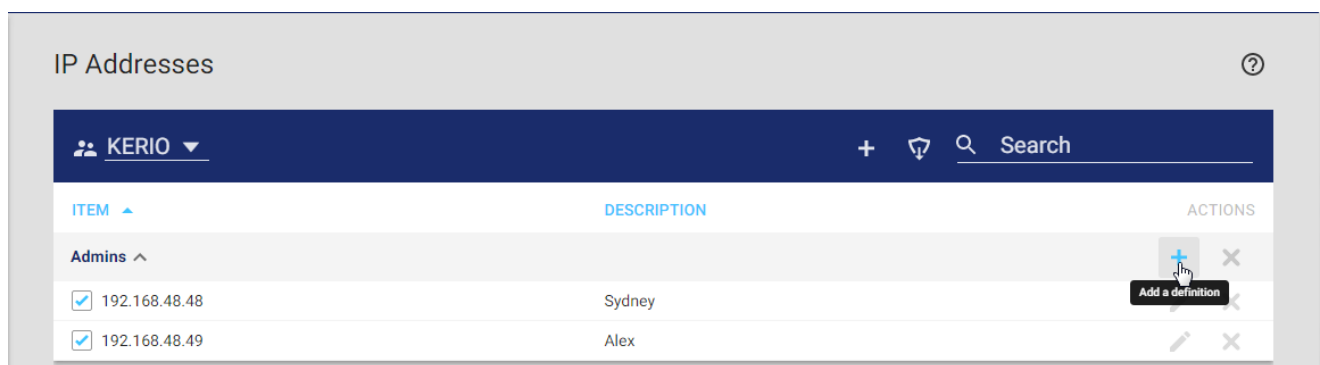 IP Addresses
KERIO
Search
ITEM DESCRIPTION ACTIONS
Admins
Add a definition
192.168.48.48 Sydney
192.168.48.49 Alex